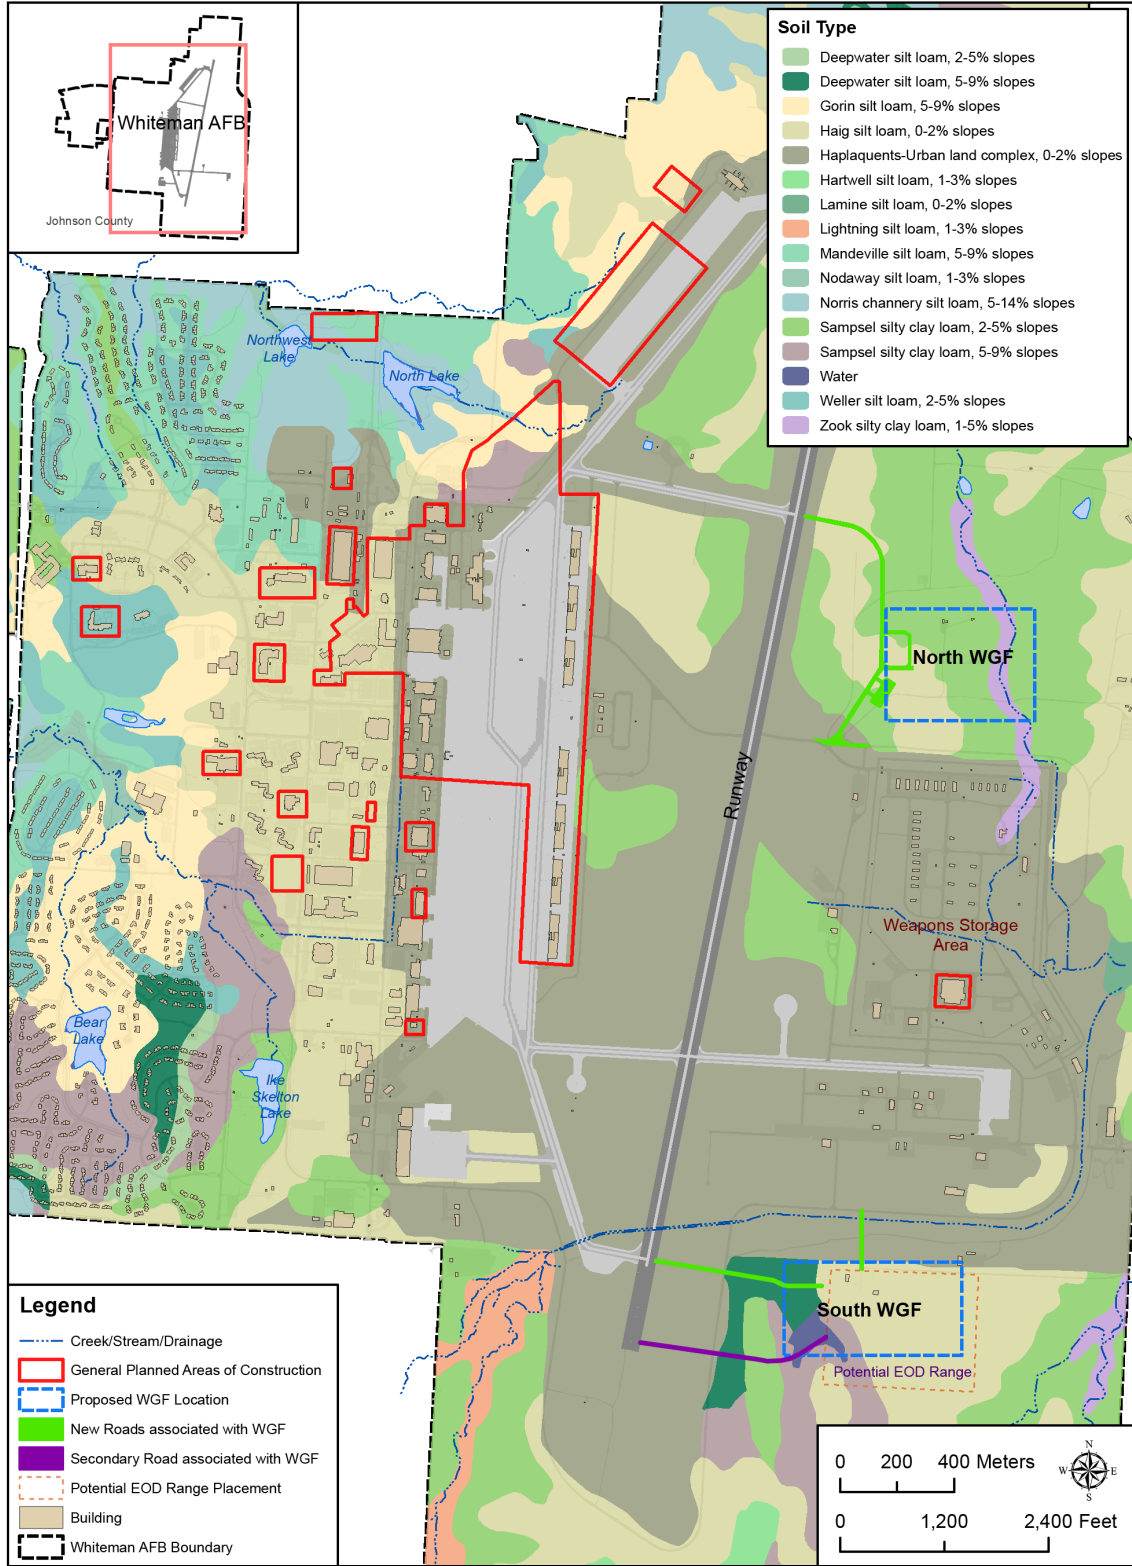 Whiteman AFB
Johnson County
Soil Type
Deepwater silt loam, 2-5% slopes
Deepwater silt loam, 5-9% slopes
Gorin silt loam, 5-9% slopes
Haig silt loam, 0-2% slopes
Haplaquents-Urban land complex, 0-2% slopes
Hartwell silt loam, 1-3% slopes
Lamine silt loam, 0-2% slopes
Lightning silt loam, 1-3% slopes
Mandeville silt loam, 5-9% slopes
Nodaway silt loam, 1-3% slopes
Norris channery silt loam, 5-14% slopes
Sampsel silty clay loam, 2-5% slopes
Sampsel silty clay loam, 5-9% slopes
Water
Weller silt loam, 2-5% slopes
Zook silty clay loam, 1-5% slopes
Northwest
Lake
North Lake
North WGF
Runway
Weapons Storage
Area
Bear
Lake
Ike
Skelton
Lake
South WGF
Potential EOD Range
Legend
Creek/Stream/Drainage
General Planned Areas of Construction
Proposed WGF Location
New Roads associated with WGF
Secondary Road associated with WGF
Potential EOD Range Placement
Building
Whiteman AFB Boundary
0 200 400 Meters
0 1,200 2,400 Feet
N
W E
S